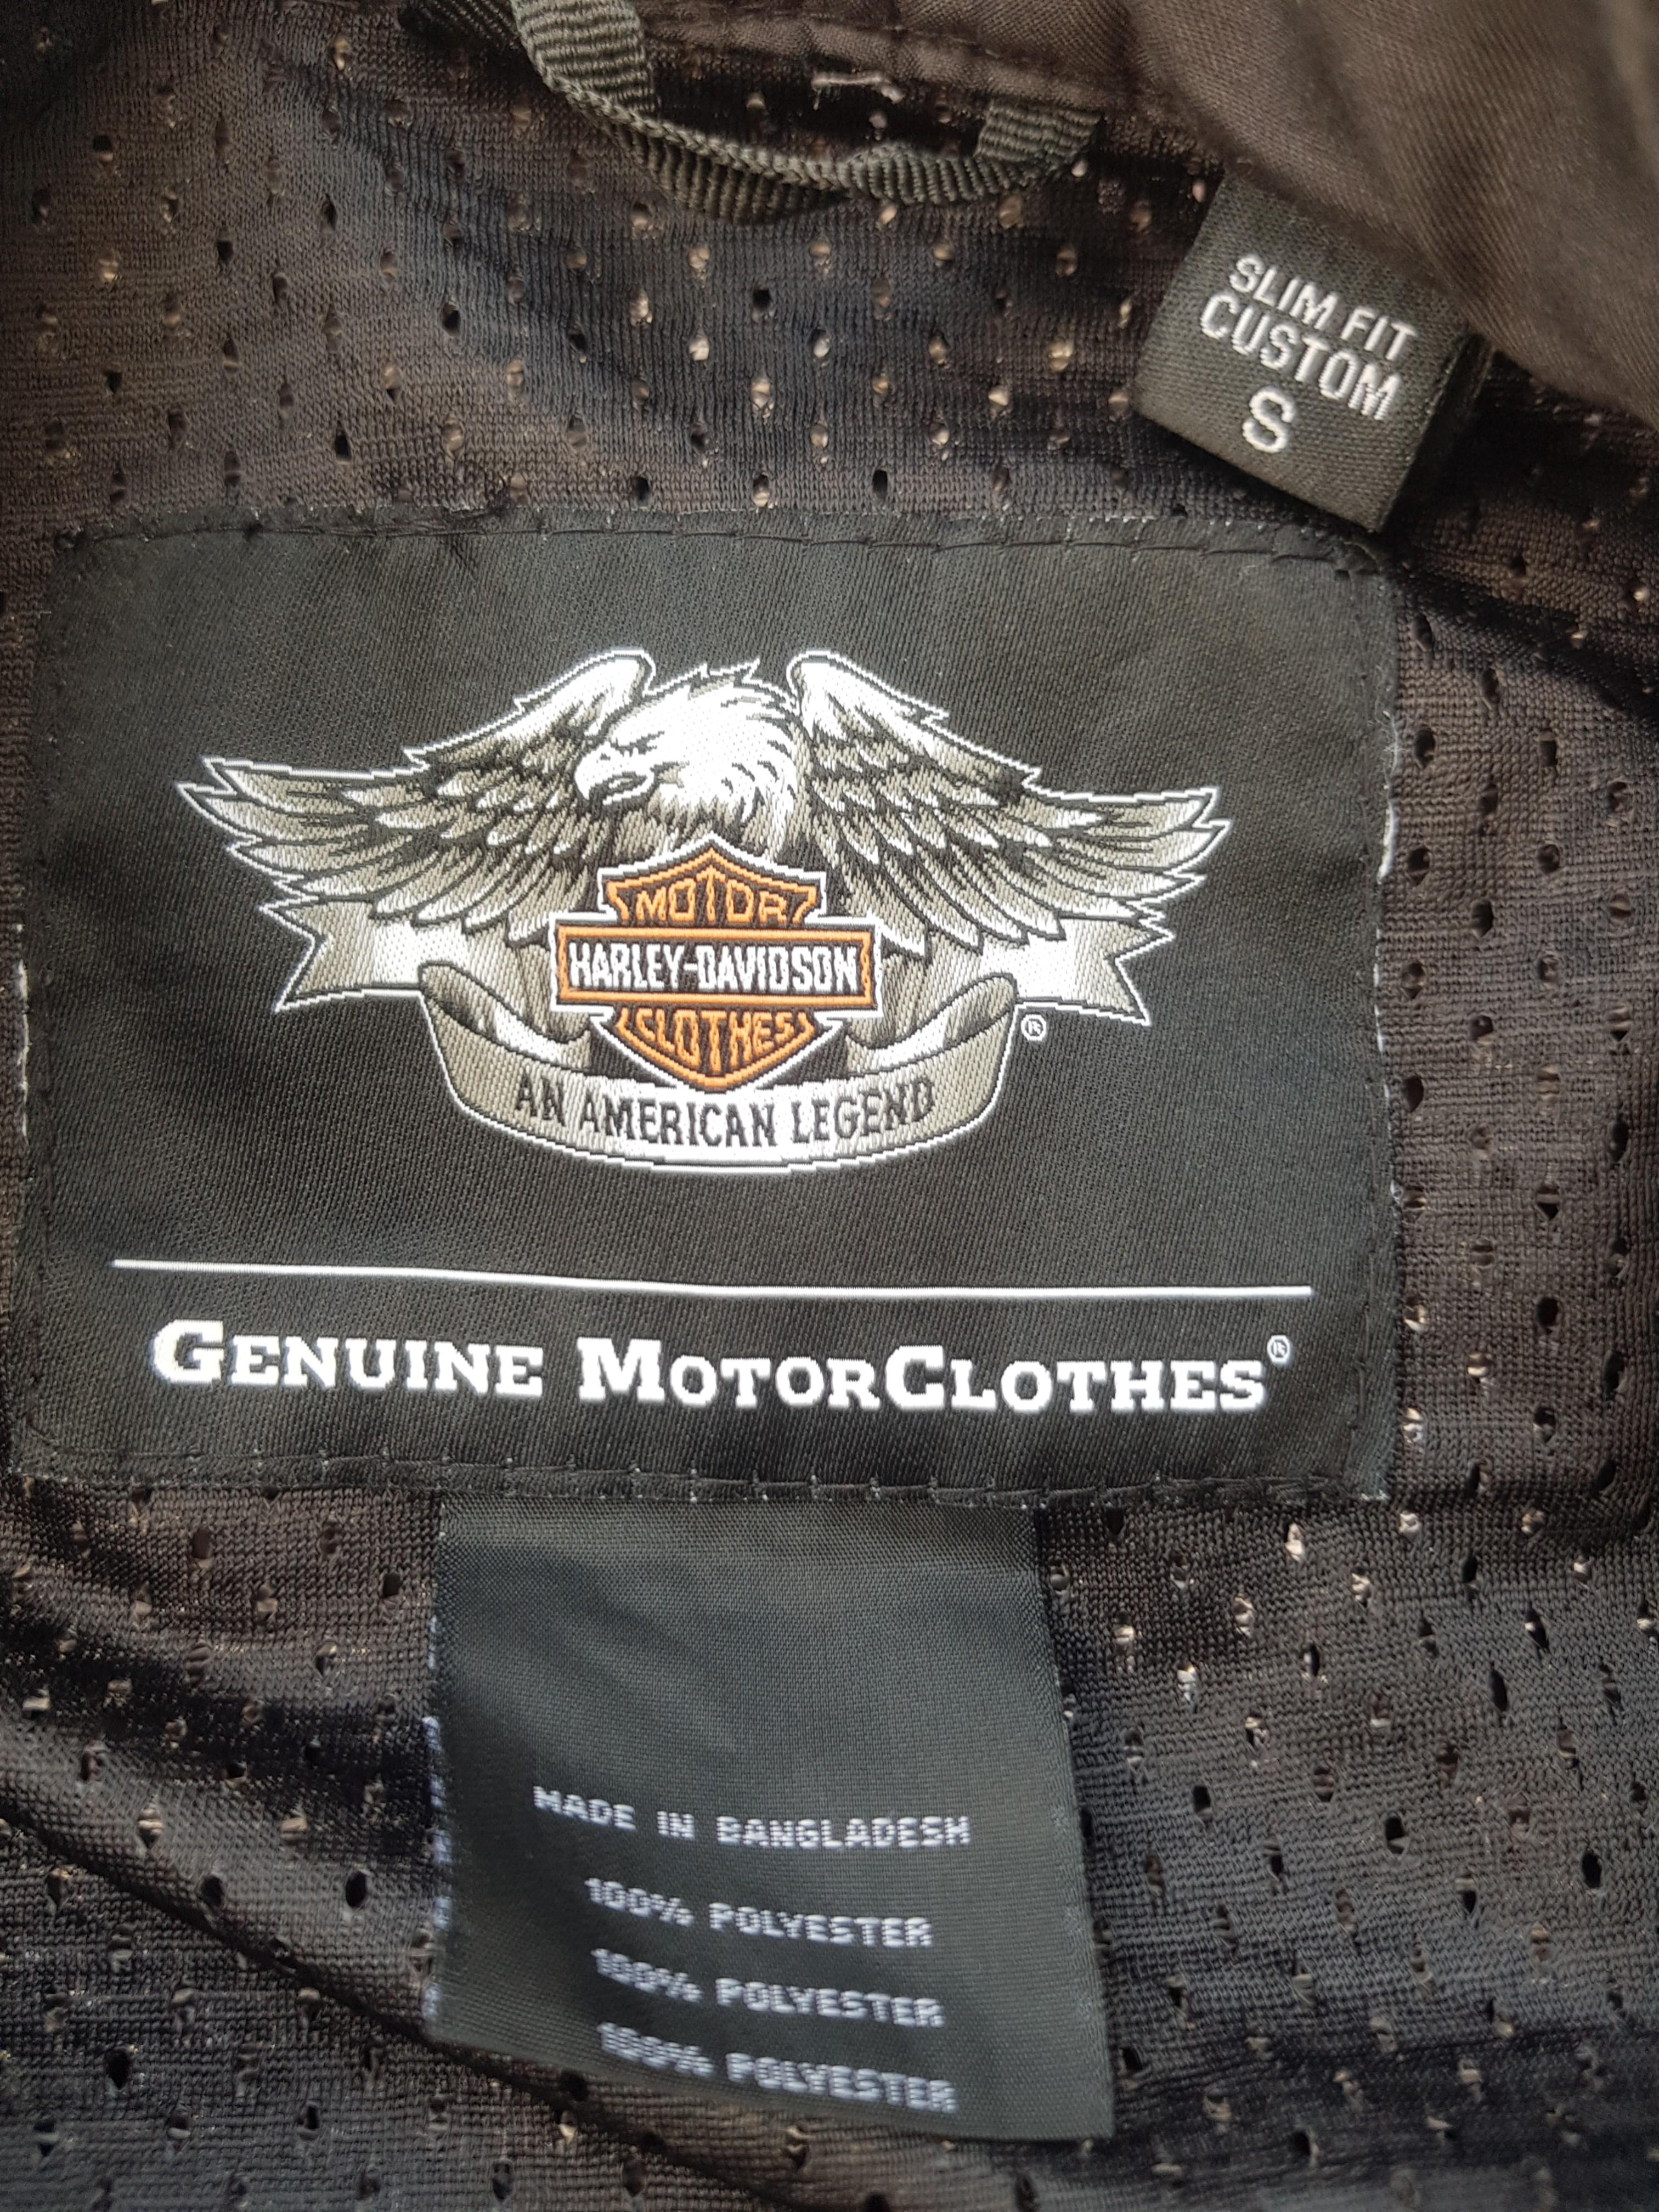 SLIM FIT
CUSTOM
S
MOTOR
HARLEY-DAVIDSON
CLOTHES
®
AN AMERICAN LEGEND
GENUINE MOTORCLOTHES®
MADE IN BANGLADESH
100% POLYESTER
100% POLYESTER
100% POLYESTER